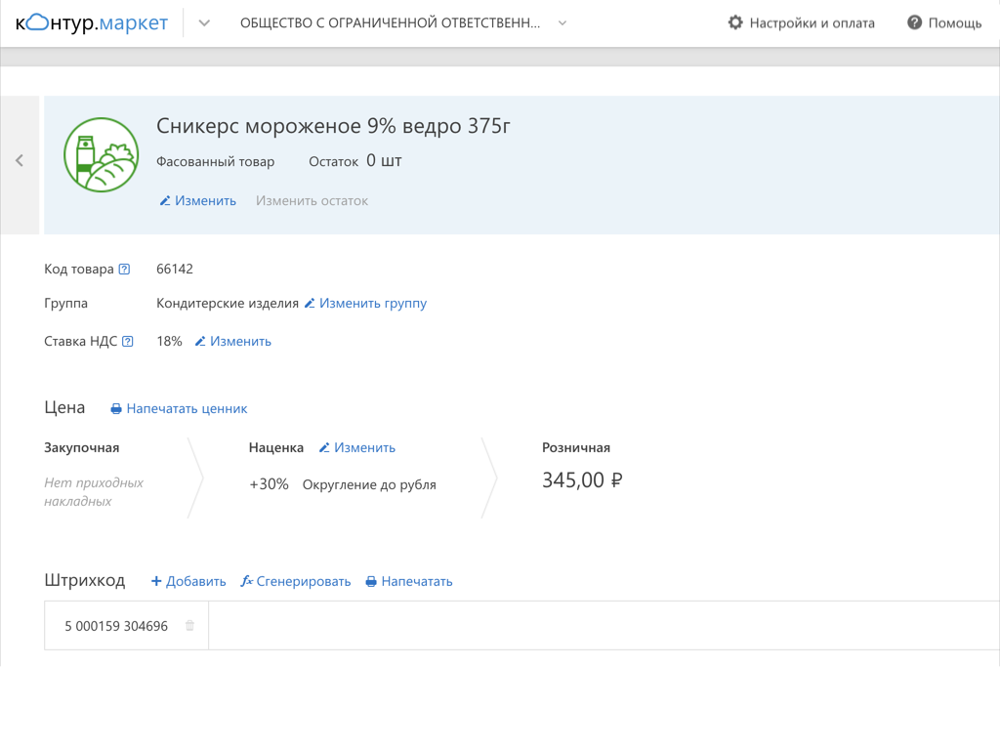 контур.маркет
ОБЩЕСТВО С ОГРАНИЧЕННОЙ ОТВЕТСТВЕНН...
Настройки и оплата
Помощь
Сникерс мороженое 9% ведро 375г
Фасованный товар Остаток 0 шт
Изменить Изменить остаток
Код товара ? 66142
Группа Кондитерские изделия Изменить группу
Ставка НДС ? 18% Изменить
Цена Напечатать ценник
Закупочная Наценка Изменить Розничная
Нет приходных
накладных
+30% Округление до рубля
345,00 ₽
Штрихкод + Добавить fx Сгенерировать Напечатать
5 000159 304696